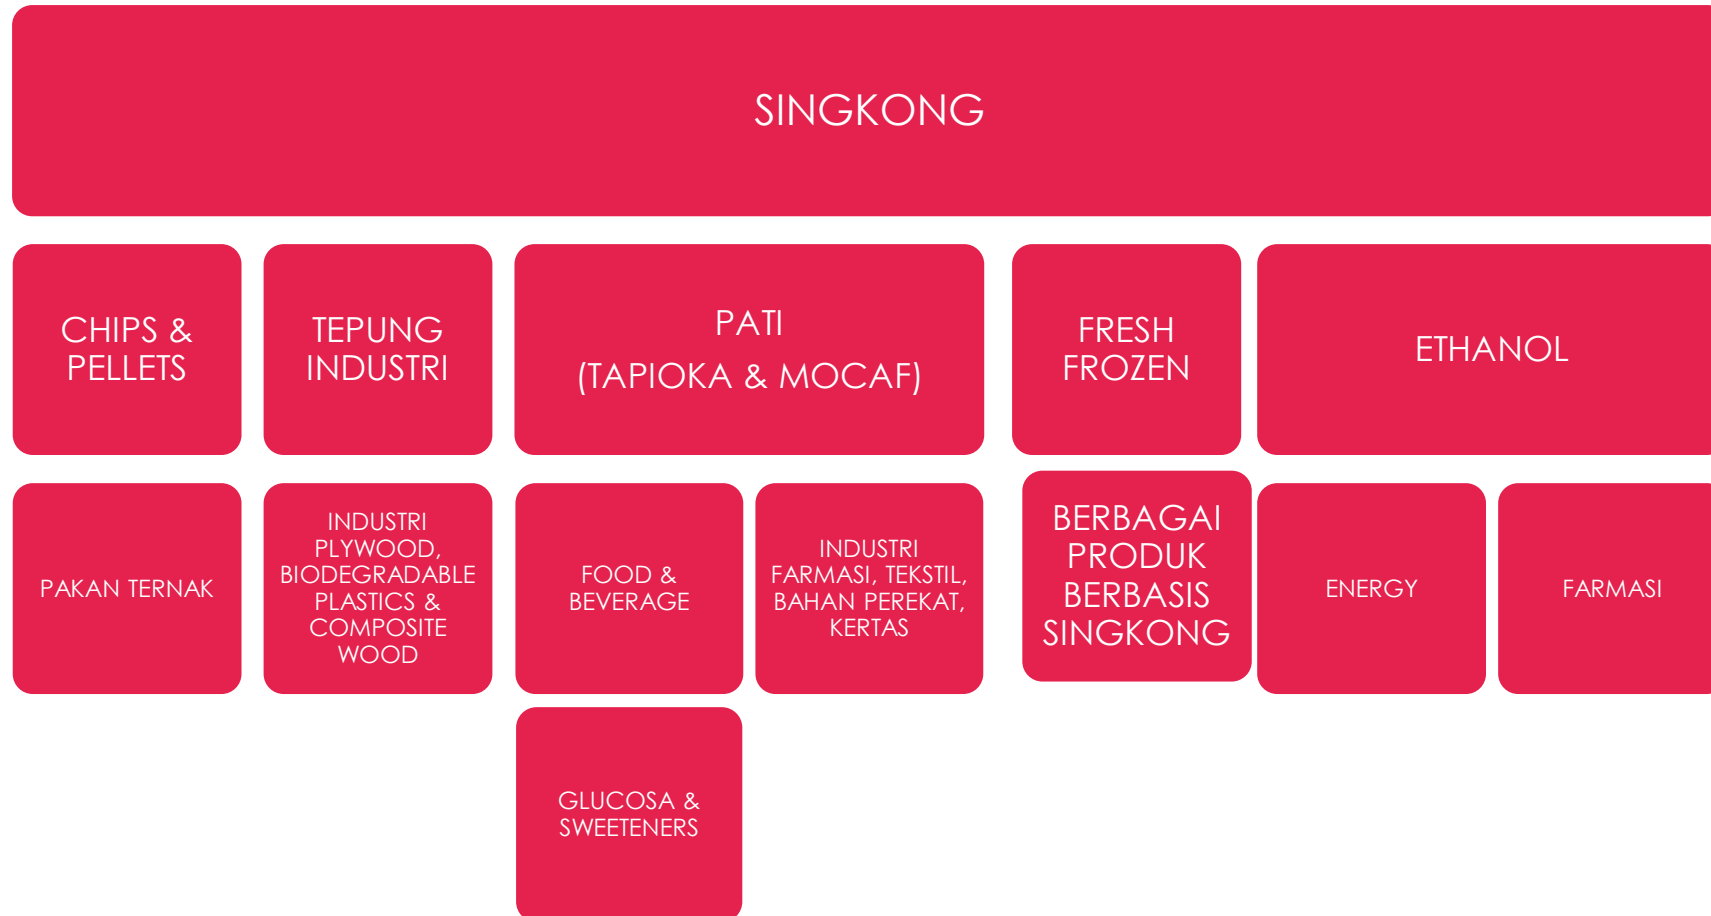 SINGKONG
CHIPS &
PELLETS
TEPUNG
INDUSTRI
PATI
(TAPIOKA & MOCAF)
FRESH
FROZEN
ETHANOL
PAKAN TERNAK
INDUSTRI
PLYWOOD,
BIODEGRADABLE
PLASTICS &
COMPOSITE
WOOD
FOOD &
BEVERAGE
INDUSTRI
FARMASI, TEKSTIL,
BAHAN PEREKAT,
KERTAS
BERBAGAI
PRODUK
BERBASIS
SINGKONG
ENERGY
FARMASI
GLUCOSA &
SWEETENERS